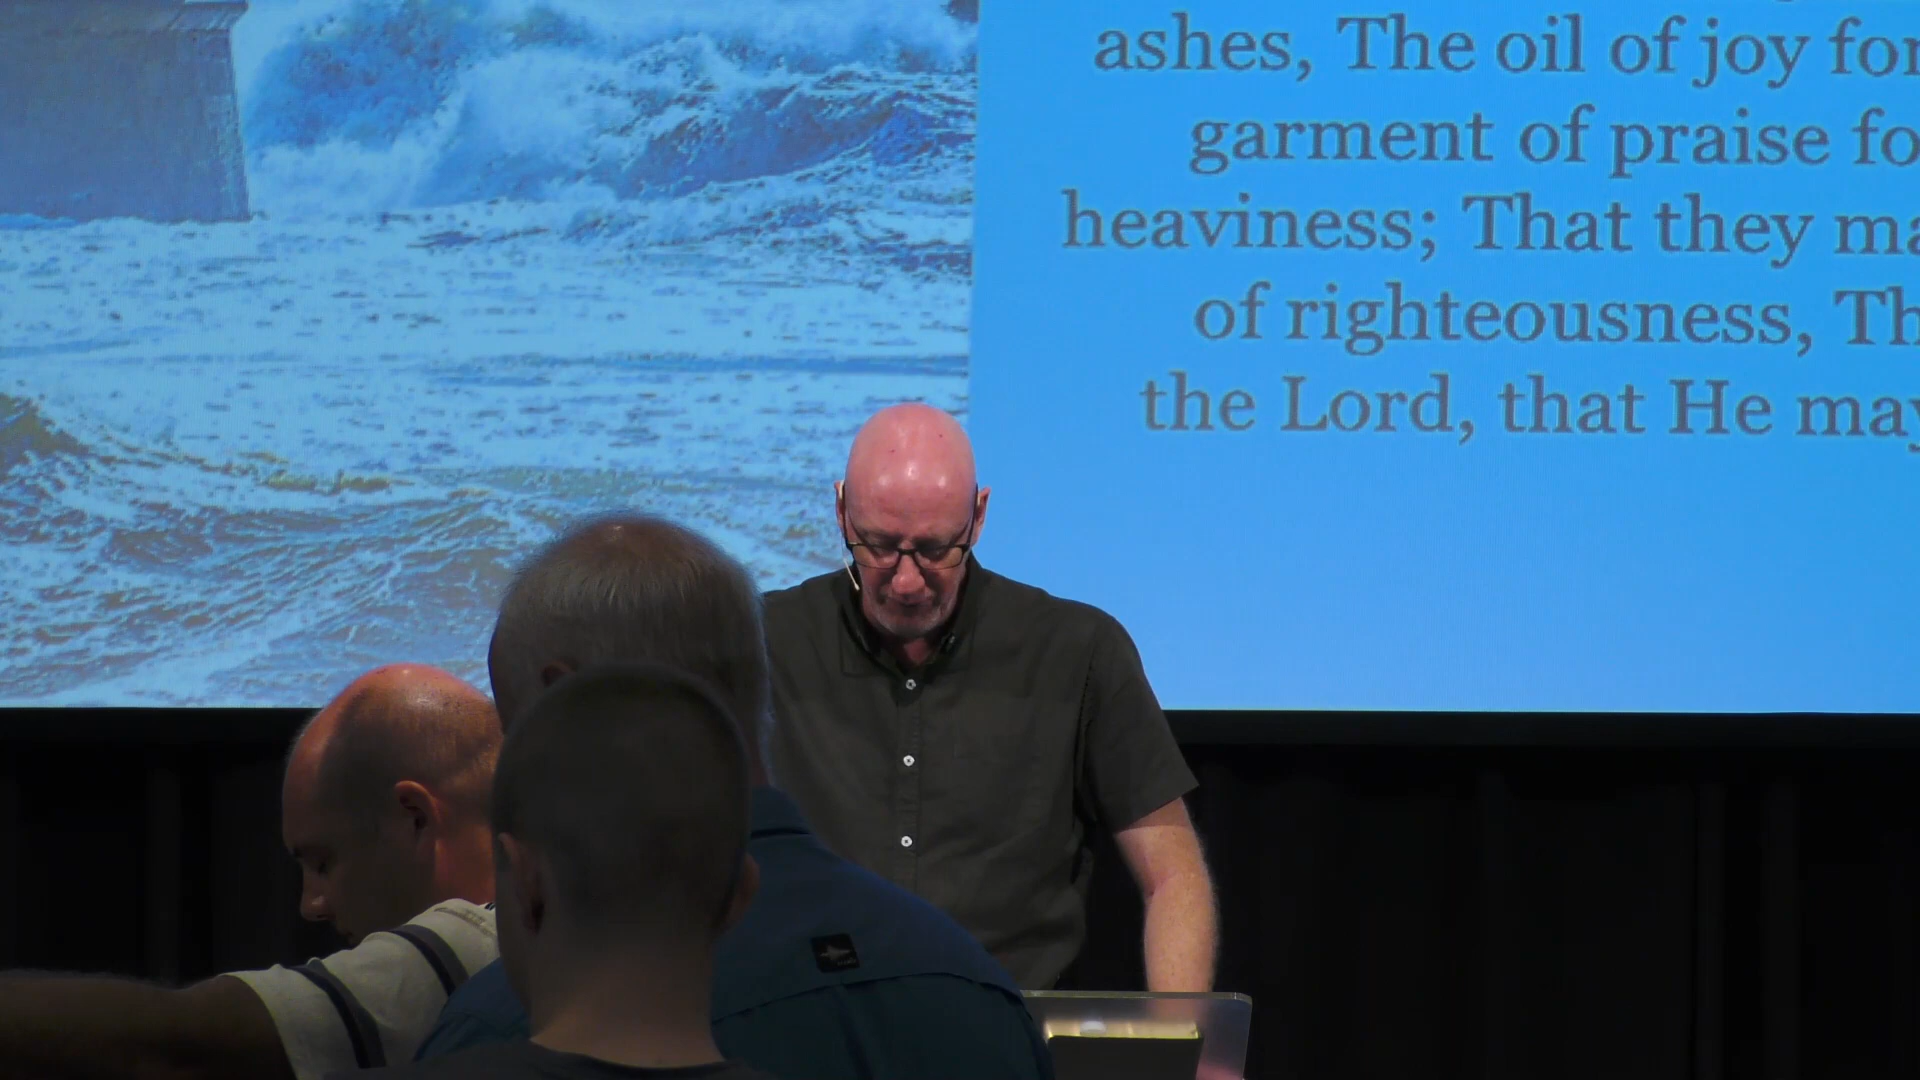 ashes, The oil of joy for
garment of praise fo
heaviness; That they ma
of righteousness, Th
the Lord, that He may